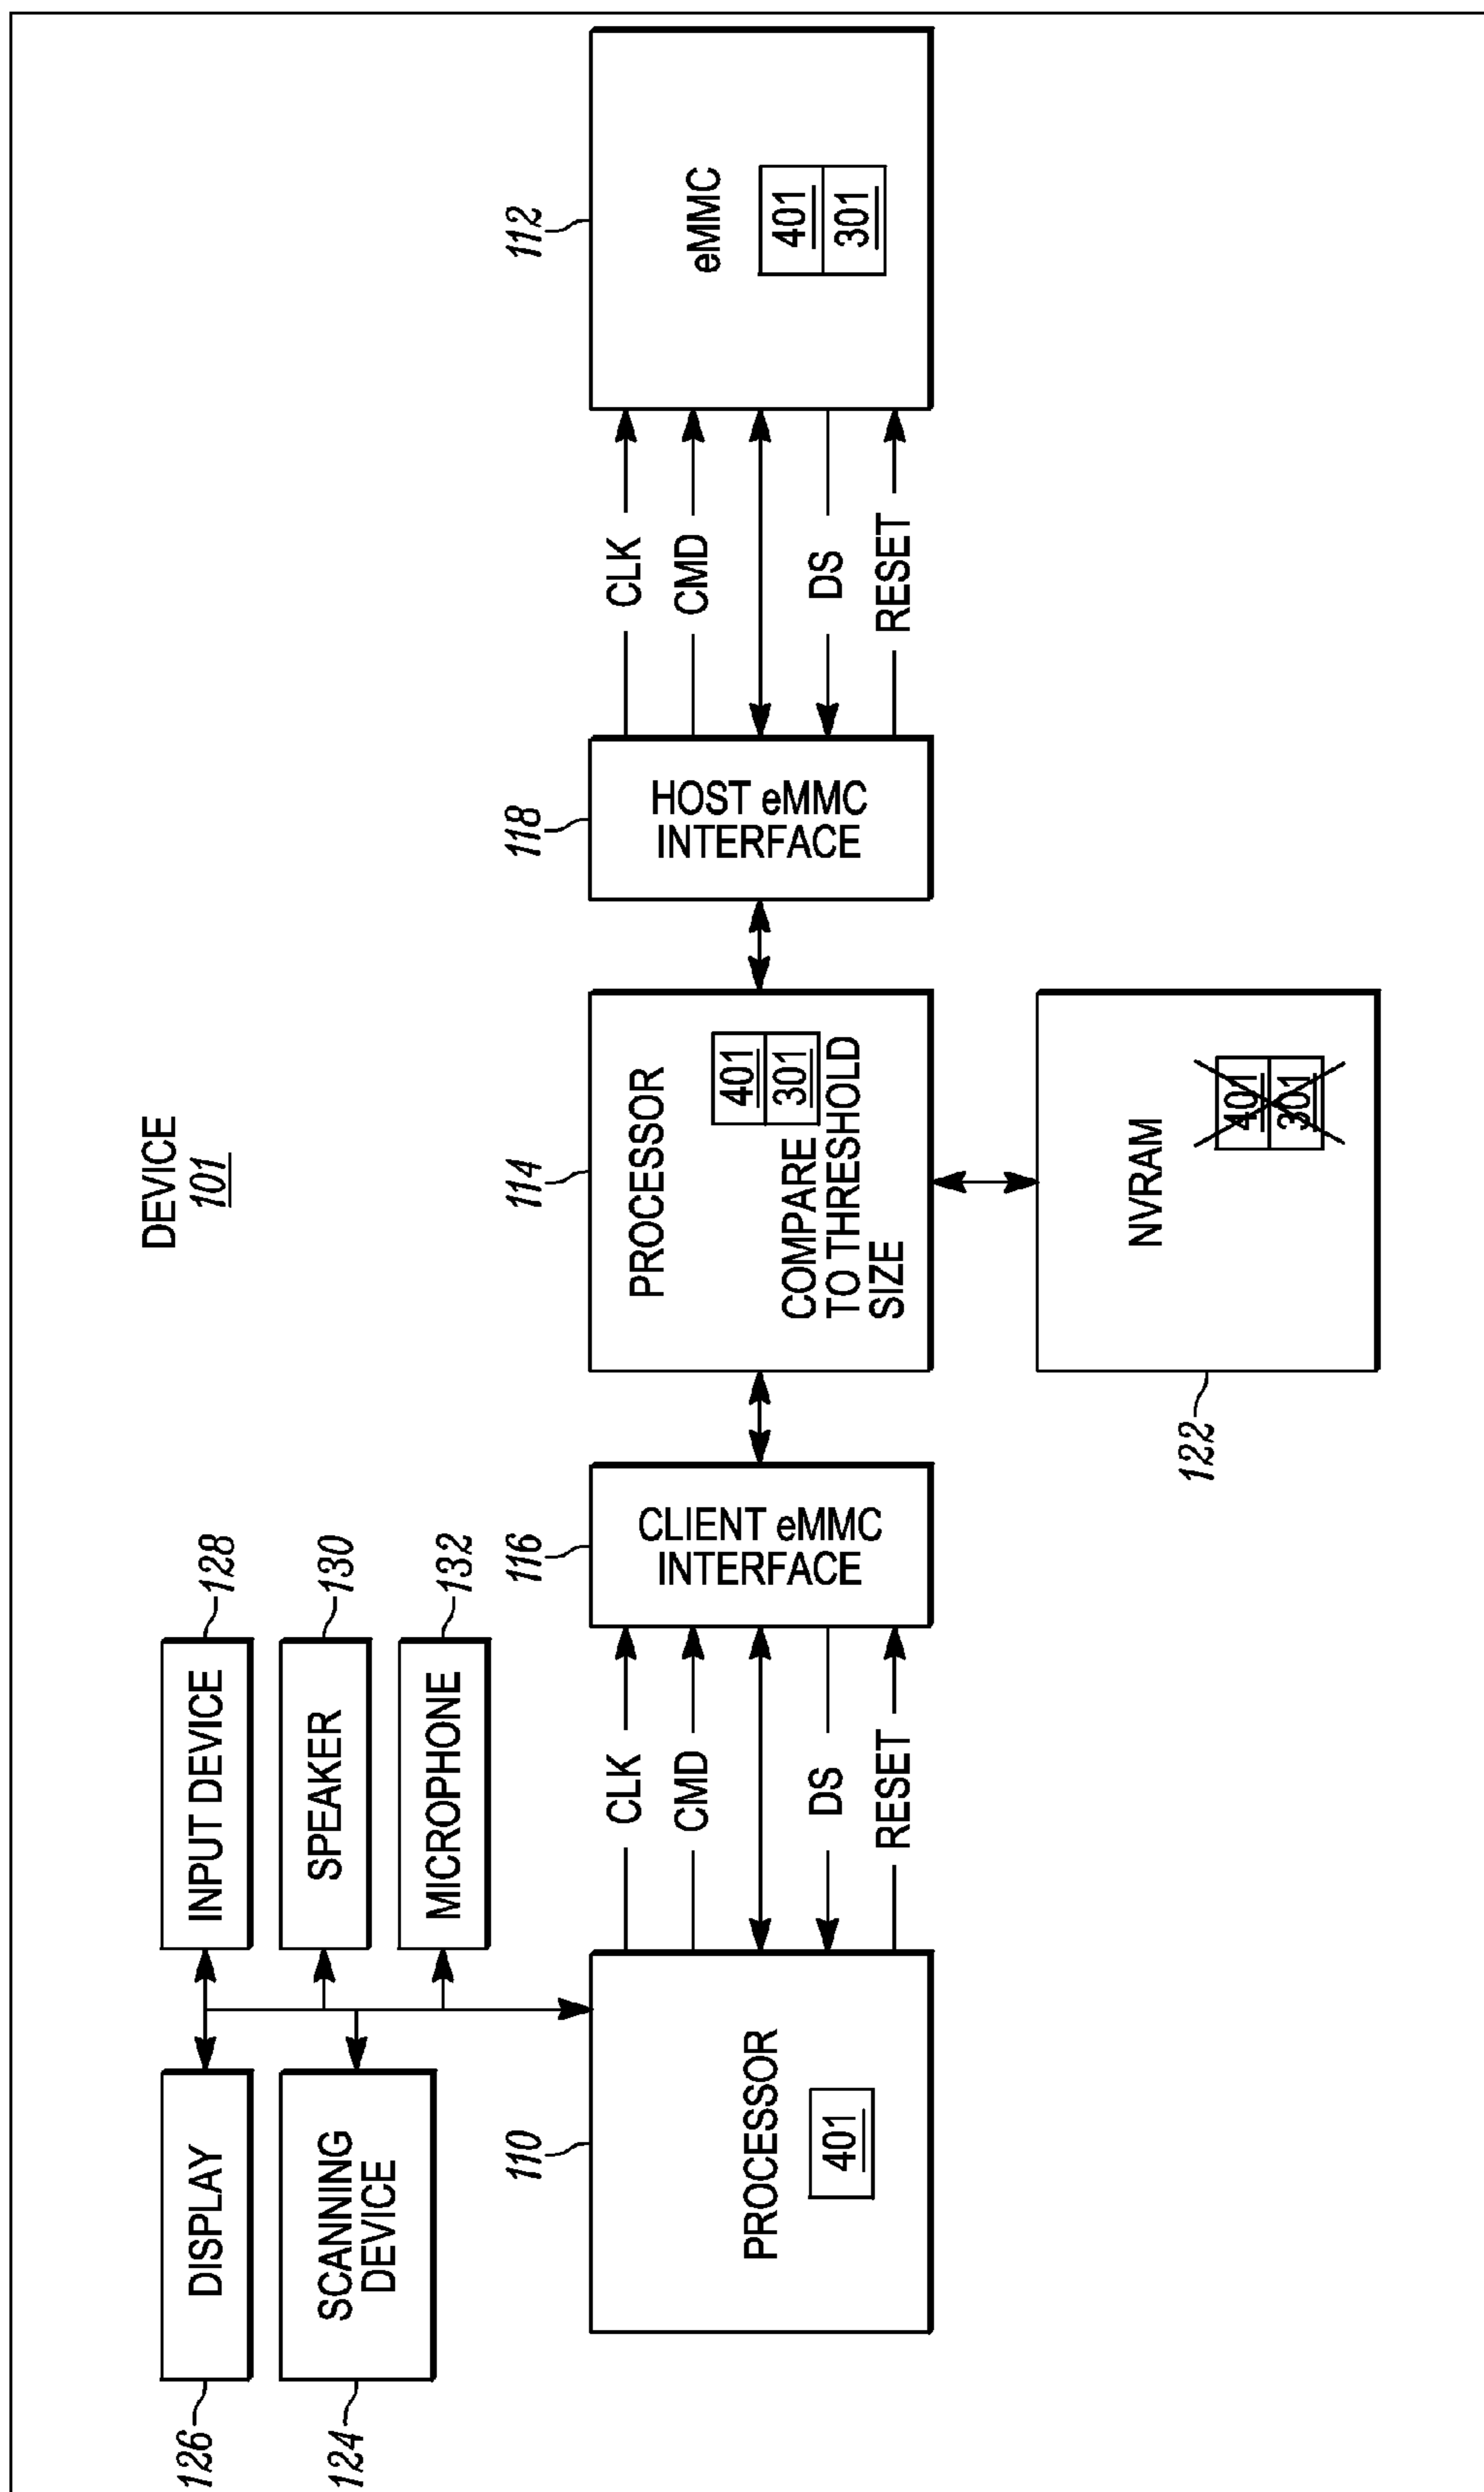 DEVICE
101
126
DISPLAY
INPUT DEVICE
128
124
SCANNING
DEVICE
SPEAKER
130
MICROPHONE
132
110
PROCESSOR
401
CLK
CMD
DS
RESET
116
CLIENT eMMC
INTERFACE
114
PROCESSOR
401
301
COMPARE
TO THRESHOLD
SIZE
118
HOST eMMC
INTERFACE
CLK
CMD
DS
RESET
112
eMMC
401
301
122
NVRAM
401
301